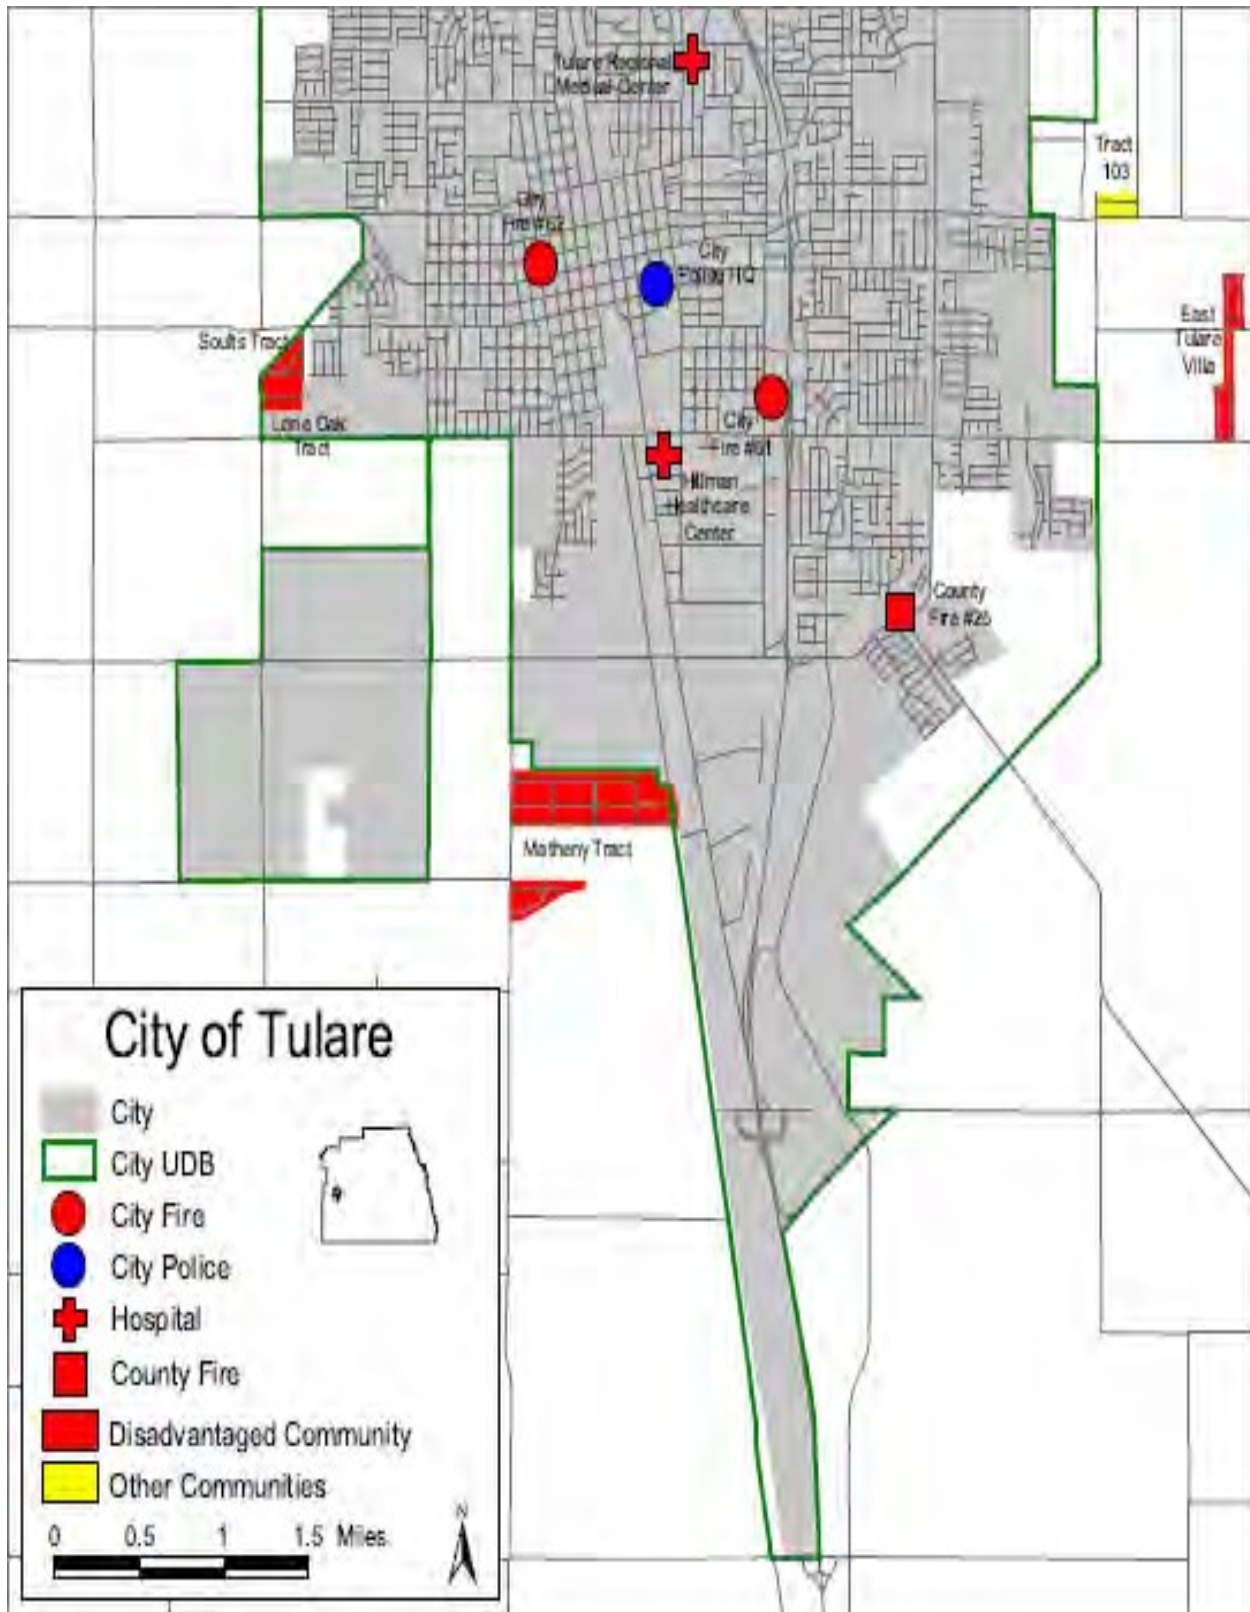 Tulare Regional
Medical Center
Tract
103
City
Fire #62
City
Police HQ
East
Tulare
Villa
Soults Tract
Lone Oak
Tract
City
Fire #61
Hillman
Healthcare
Center
County
Fire #25
Matheny Tract
City of Tulare
City
City UDB
City Fire
City Police
Hospital
County Fire
Disadvantaged Community
Other Communities
N
0 0.5 1 1.5 Miles